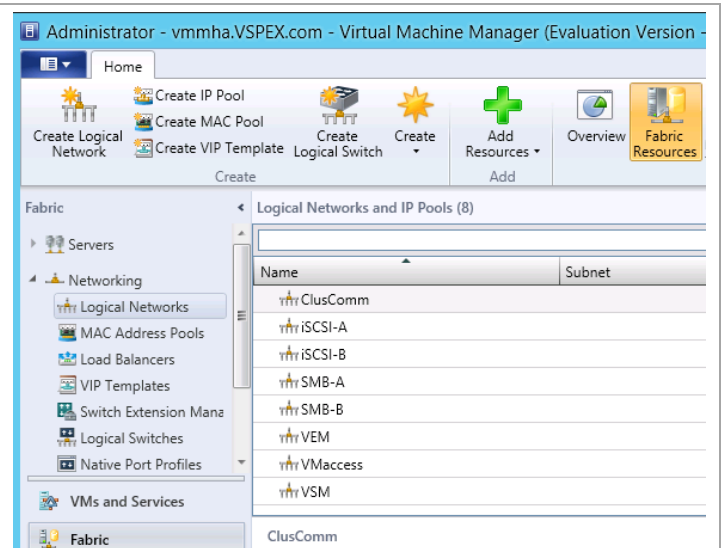 Administrator - vmmha.VSPEX.com - Virtual Machine Manager (Evaluation Version -
Home
Create Logical Network
Create IP Pool
Create MAC Pool
Create VIP Template
Create Logical Switch
Create
Add Resources
Overview
Fabric Resources
Create
Add
Fabric
Logical Networks and IP Pools (8)
Servers
Networking
Logical Networks
MAC Address Pools
Load Balancers
VIP Templates
Switch Extension Mana
Logical Switches
Native Port Profiles
VMs and Services
Fabric
Name
Subnet
ClusComm
iSCSI-A
iSCSI-B
SMB-A
SMB-B
VEM
VMaccess
VSM
ClusComm